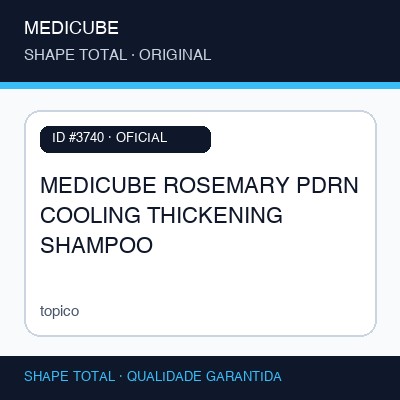 MEDICUBE
SHAPE TOTAL · ORIGINAL
ID #3740 · OFICIAL
MEDICUBE ROSEMARY PDRN
COOLING THICKENING
SHAMPOO
topico
SHAPE TOTAL · QUALIDADE GARANTIDA